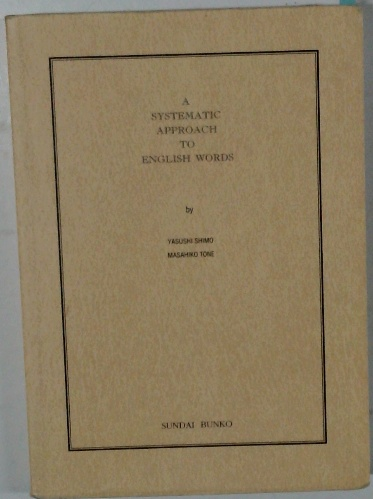 A
SYSTEMATIC
APPROACH
TO
ENGLISH WORDS
by
YASUSHI SHIMO
MASAHIKO TONE
SUNDAI BUNKO